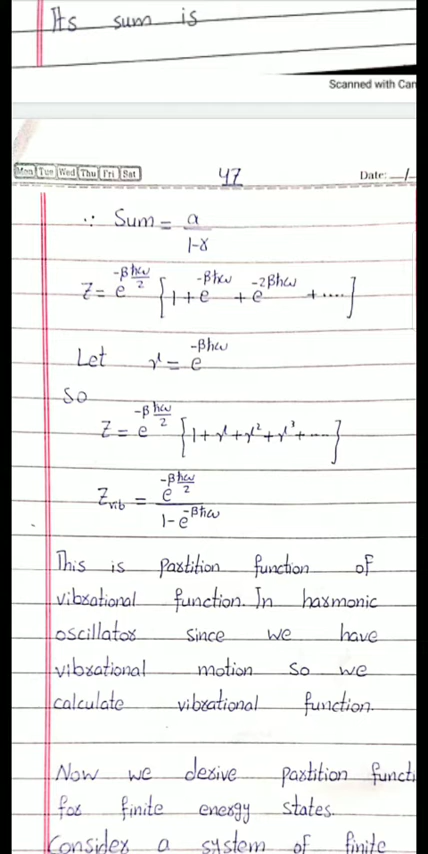 Its sum is
Scanned with Can
Mon Tue Wed Thu Fri Sat 47 Date: __/-
∵ Sum = a / 1-r
Z = e^{-βħω/2} {1 + e^{-βħω} + e^{-2βħω} + ....}
Let r = e^{-βħω}
So
Z = e^{-βħω/2} {1 + r + r² + r³ + ....}
Z_vib = e^{-βħω/2} / 1 - e^{-βħω}
This is partition function of
vibrational function. In harmonic
oscillator since we have
vibrational motion so we
calculate vibrational function.
Now we derive partition functi
for finite energy states.
Consider a system of finite